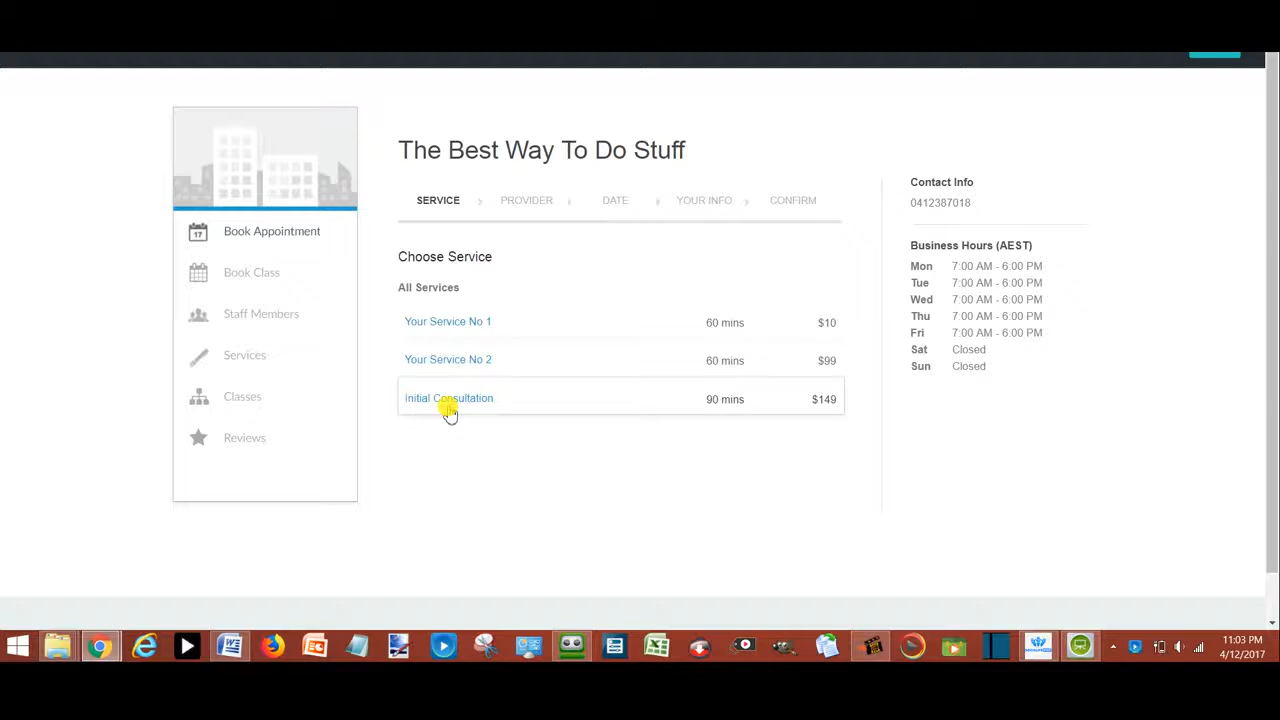 The Best Way To Do Stuff
SERVICE PROVIDER DATE YOUR INFO CONFIRM
17 Book Appointment
Book Class
Staff Members
Services
Classes
Reviews
Choose Service
All Services
Your Service No 1 60 mins $10
Your Service No 2 60 mins $99
Initial Consultation 90 mins $149
Contact Info
0412387018
Business Hours (AEST)
Mon 7:00 AM - 6:00 PM
Tue 7:00 AM - 6:00 PM
Wed 7:00 AM - 6:00 PM
Thu 7:00 AM - 6:00 PM
Fri 7:00 AM - 6:00 PM
Sat Closed
Sun Closed
11:03 PM
4/12/2017